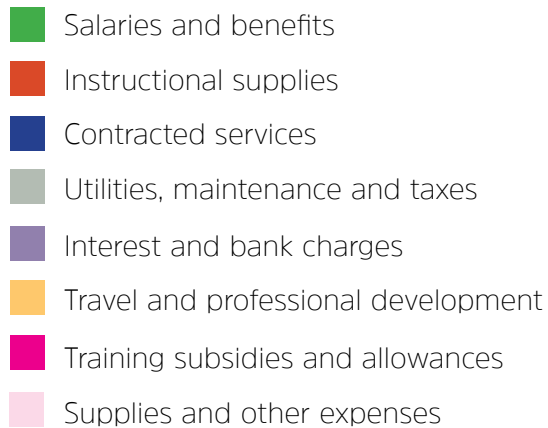 Salaries and benefits
Instructional supplies
Contracted services
Utilities, maintenance and taxes
Interest and bank charges
Travel and professional development
Training subsidies and allowances
Supplies and other expenses